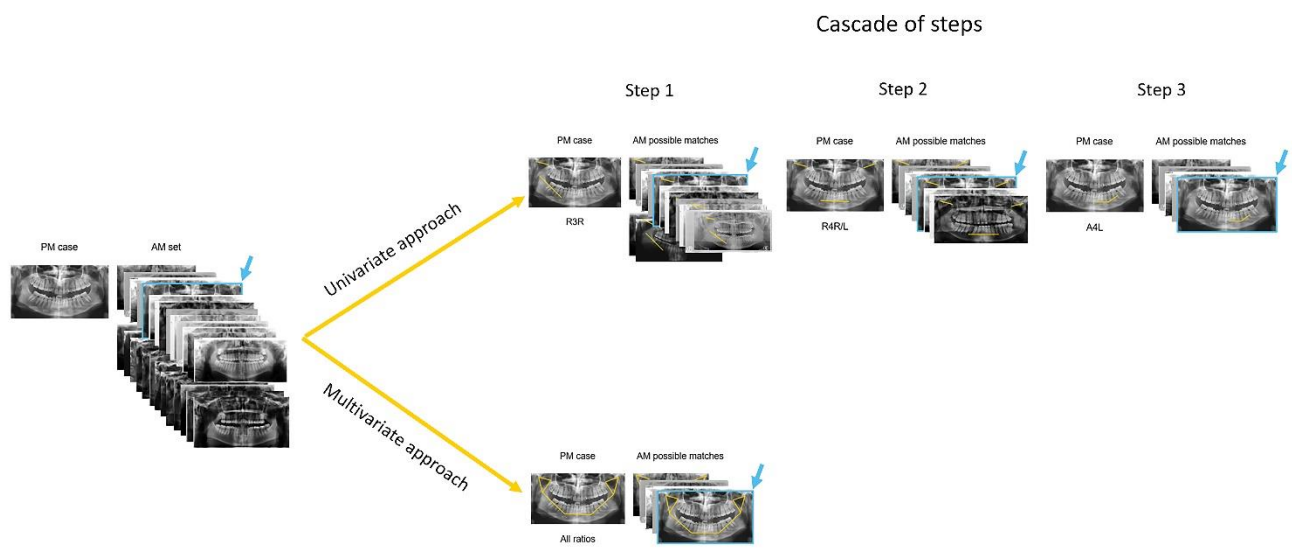 Cascade of steps
Step 1
Step 2
Step 3
PM case
AM possible matches
PM case
AM possible matches
PM case
AM possible matches
R3R
R4R/L
A4L
Univariate approach
PM case
AM set
Multivariate approach
PM case
AM possible matches
All ratios